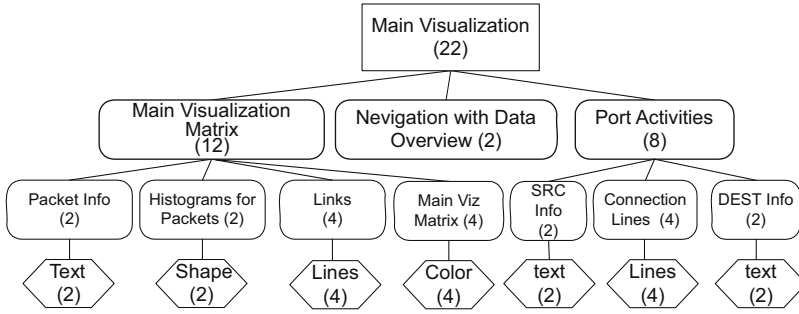 Main Visualization
(22)
Main Visualization
Matrix
(12)
Nevigation with Data
Overview (2)
Port Activities
(8)
Packet Info
(2)
Histograms for
Packets (2)
Links
(4)
Main Viz
Matrix (4)
SRC
Info
(2)
Connection
Lines (4)
DEST Info
(2)
Text
(2)
Shape
(2)
Lines
(4)
Color
(4)
text
(2)
Lines
(4)
text
(2)